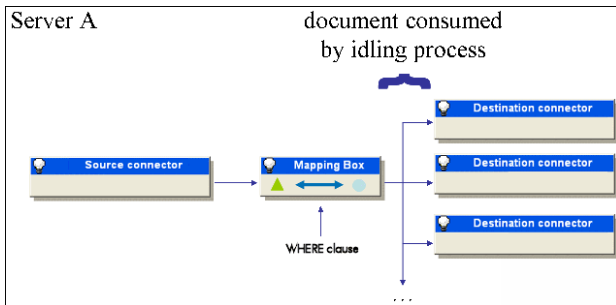 Server A
document consumed
by idling process
Source connector
Mapping Box
WHERE clause
Destination connector
Destination connector
Destination connector
...